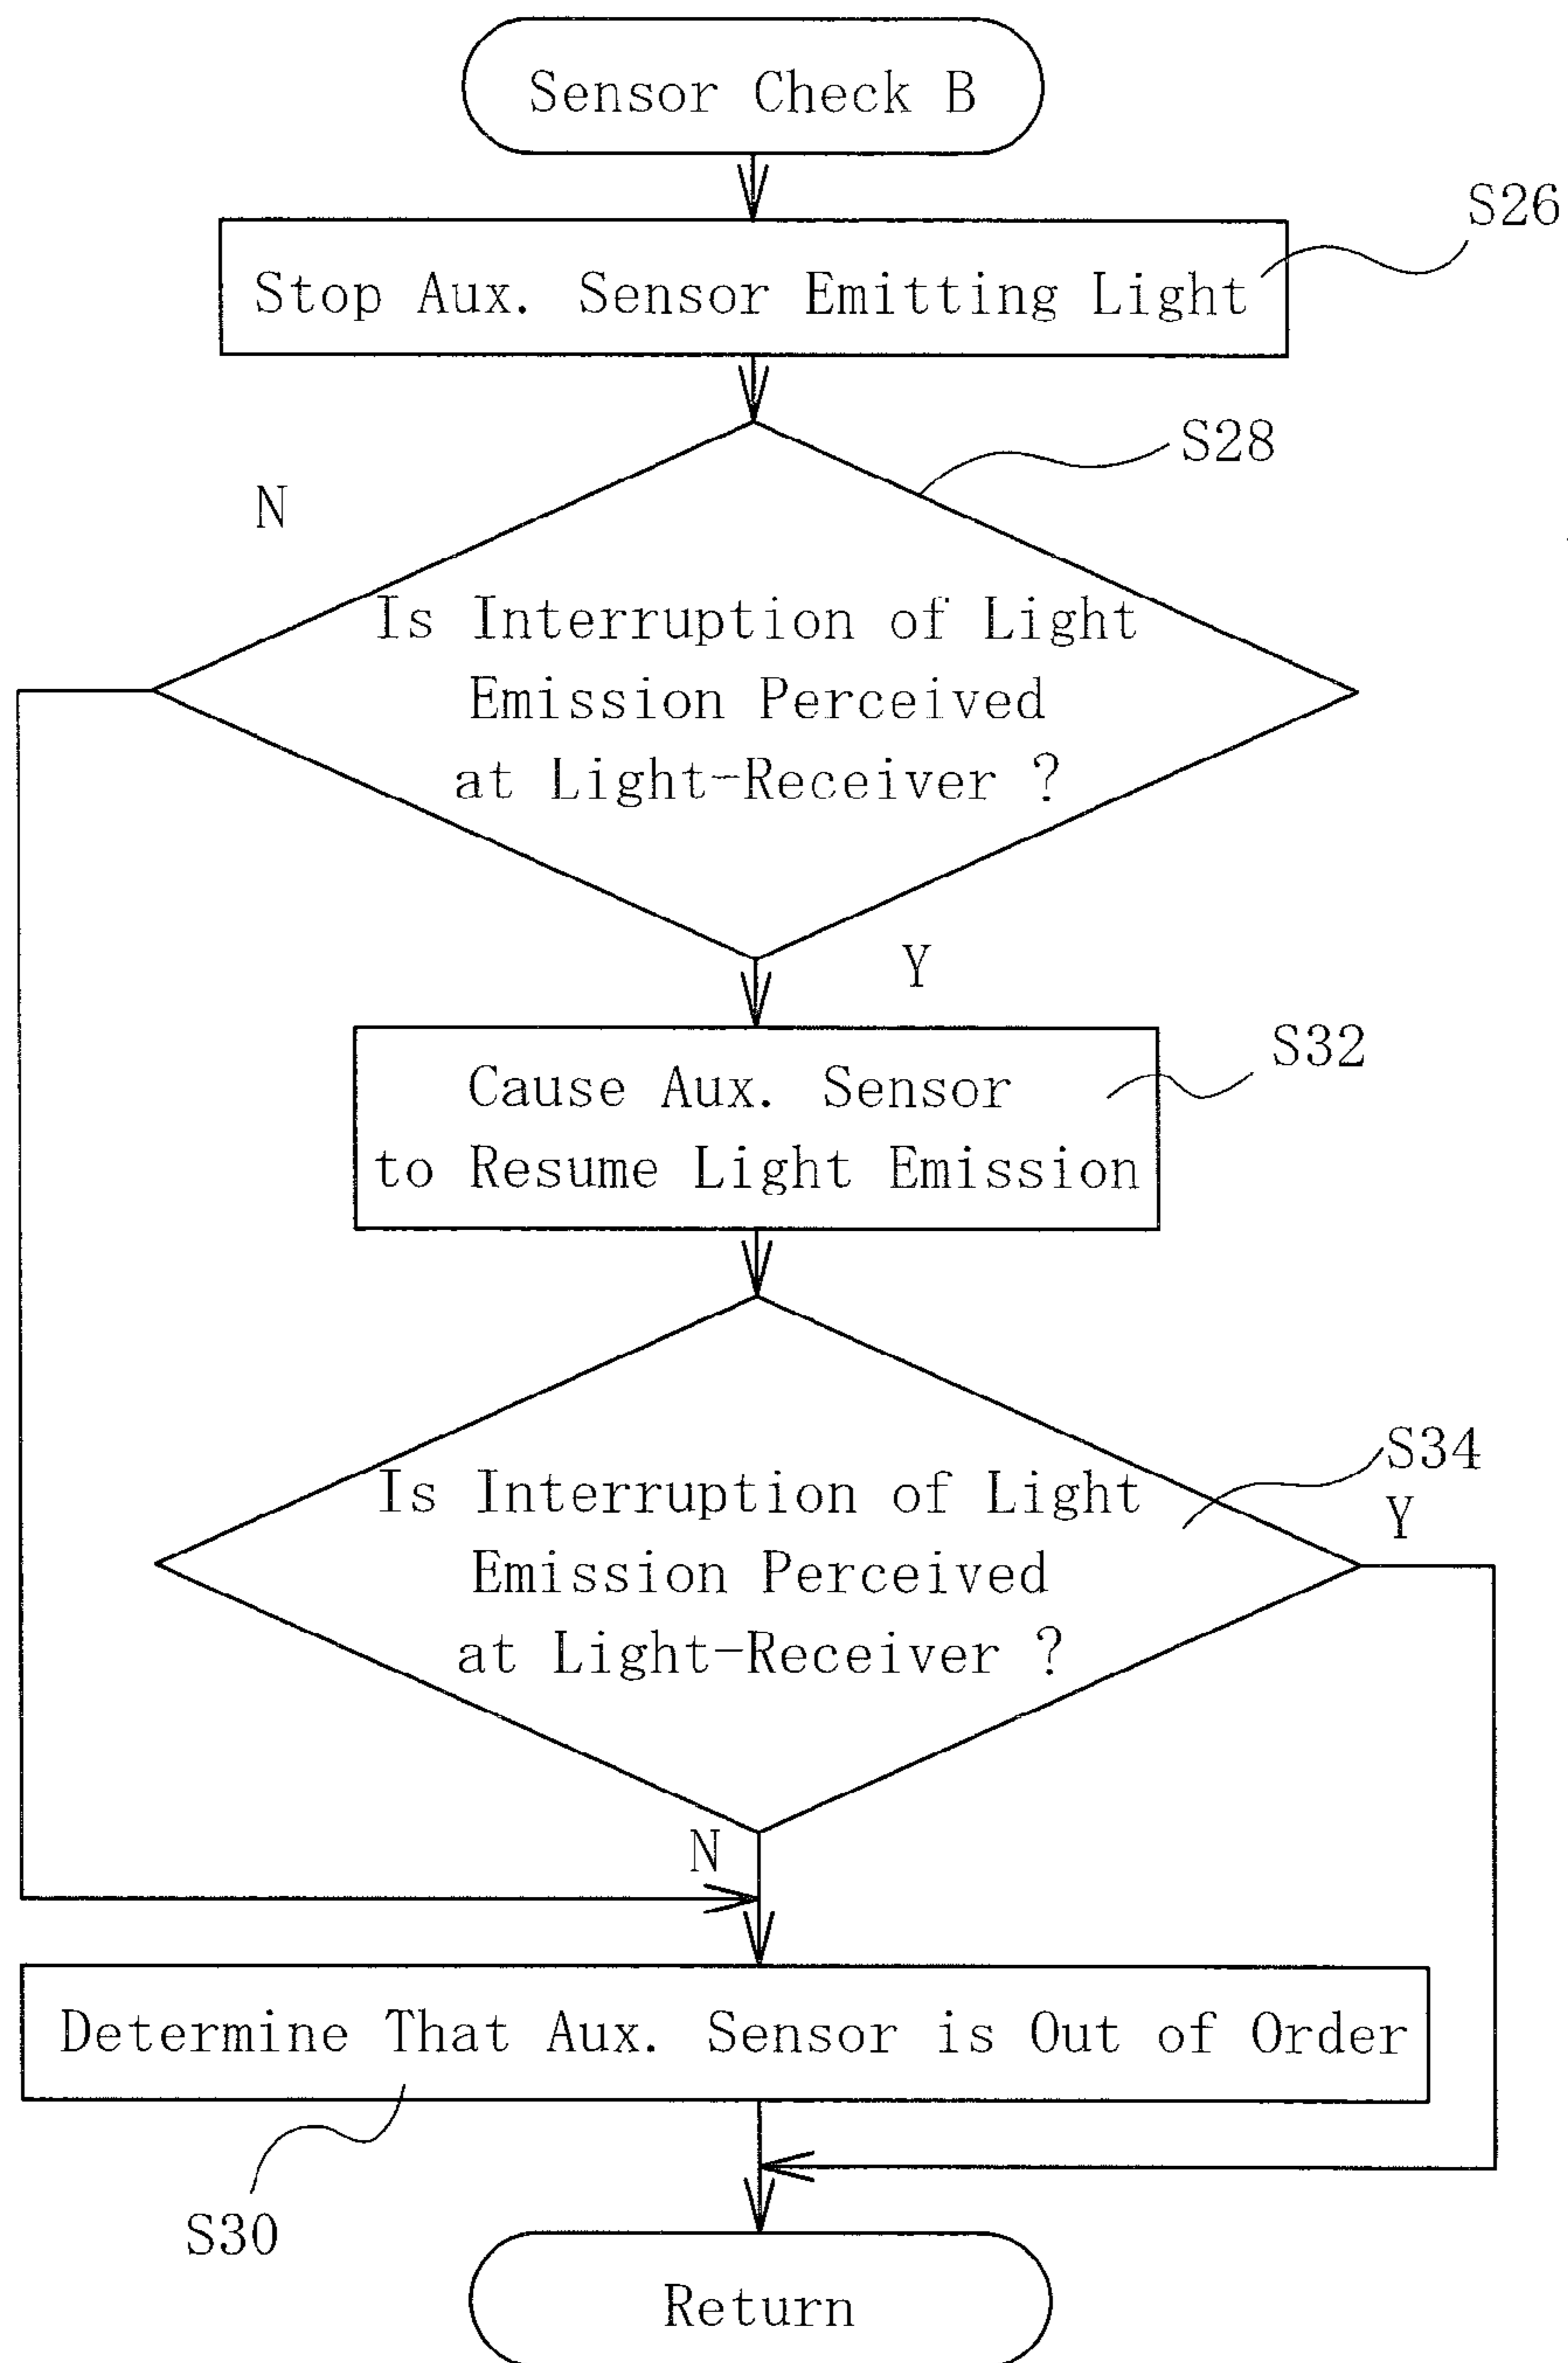 Sensor Check B
S26
Stop Aux. Sensor Emitting Light
S28
N
Is Interruption of Light
Emission Perceived
at Light-Receiver ?
Y
S32
Cause Aux. Sensor
to Resume Light Emission
S34
Y
Is Interruption of Light
Emission Perceived
at Light-Receiver ?
N
Determine That Aux. Sensor is Out of Order
S30
Return